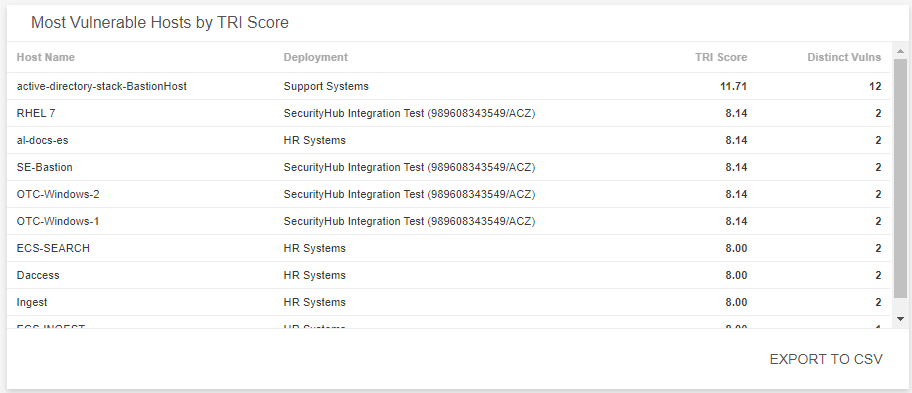 Most Vulnerable Hosts by TRI Score
Host Name Deployment TRI Score Distinct Vulns
active-directory-stack-BastionHost Support Systems 11.71 12
RHEL 7 SecurityHub Integration Test (989608343549/ACZ) 8.14 2
al-docs-es HR Systems 8.14 2
SE-Bastion SecurityHub Integration Test (989608343549/ACZ) 8.14 2
OTC-Windows-2 SecurityHub Integration Test (989608343549/ACZ) 8.14 2
OTC-Windows-1 SecurityHub Integration Test (989608343549/ACZ) 8.14 2
ECS-SEARCH HR Systems 8.00 2
Daccess HR Systems 8.00 2
Ingest HR Systems 8.00 2
ECS-INGEST HR Systems
EXPORT TO CSV